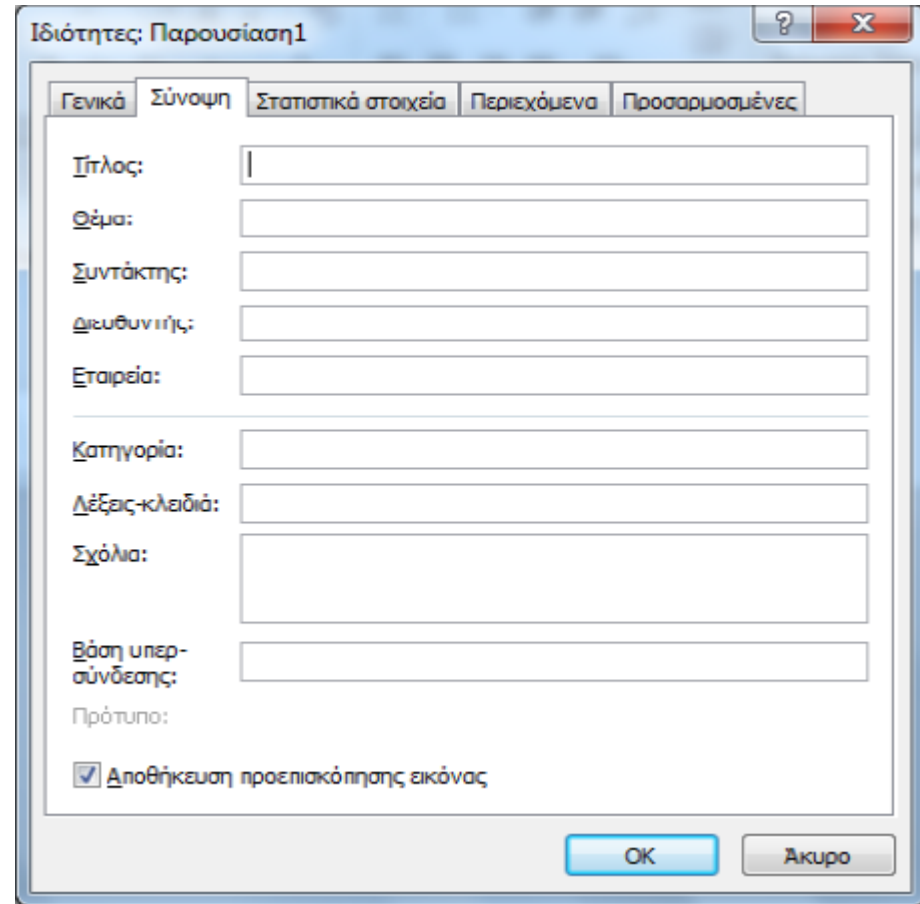 Ιδιότητες: Παρουσίαση1
Γενικά Σύνοψη Στατιστικά στοιχεία Περιεχόμενα Προσαρμοσμένες
Τίτλος:
Θέμα:
Συντάκτης:
Διευθυντής:
Εταιρεία:
Κατηγορία:
Λέξεις-κλειδιά:
Σχόλια:
Βάση υπερ-
σύνδεσης:
Πρότυπο:
Αποθήκευση προεπισκόπησης εικόνας
OK Άκυρο